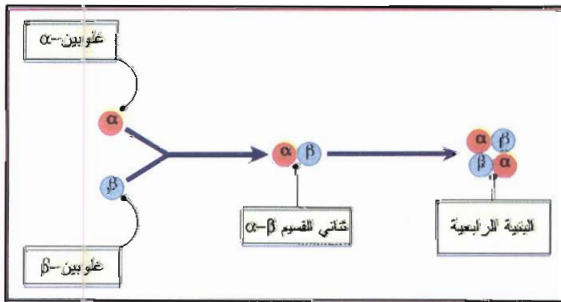 غلوبين-α
α
α β
α β
β α
β
ثنائي القسيم α-β
البنية الرابعية
غلوبين-β